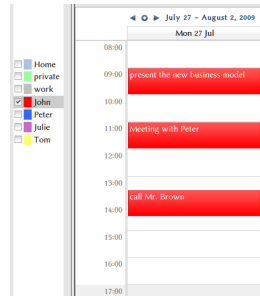 July 27 – August 2, 2009
Mon 27 Jul
Home
private
work
John
Peter
Julie
Tom
08:00
09:00
present the new business model
10:00
11:00
Meeting with Peter
12:00
13:00
call Mr. Brown
14:00
15:00
16:00
17:00